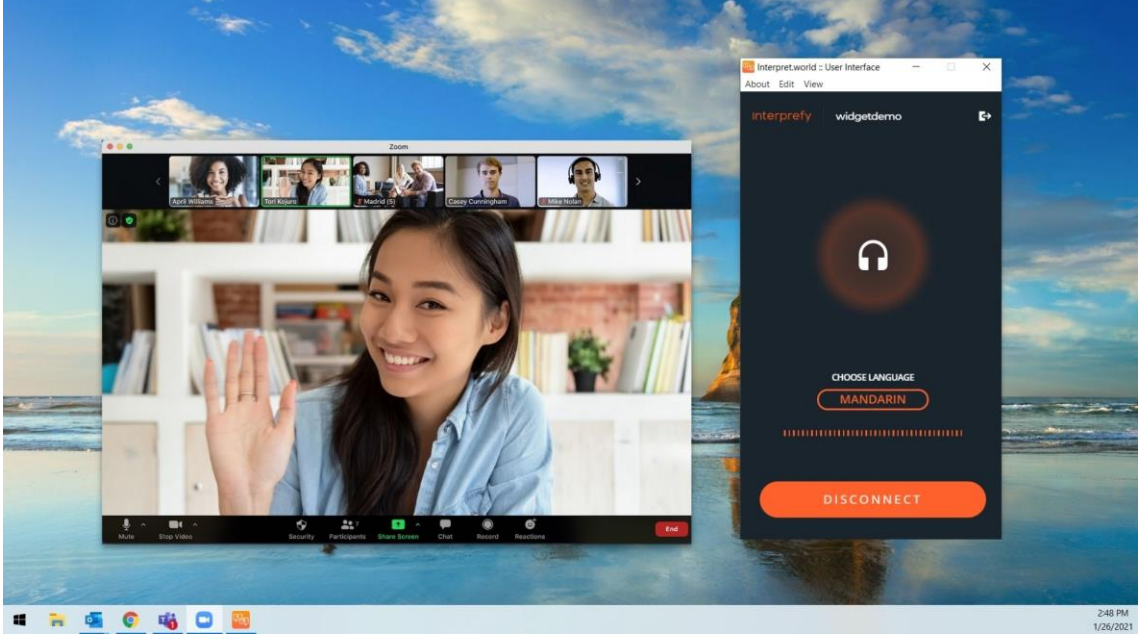 Zoom
April Williams
Tori Kojuro
Madrid (5)
Casey Cunningham
Mike Nolan
Mute
Stop Video
Security
Participants
7
Share Screen
Chat
Record
Reactions
End
Interpret.world :: User Interface
About Edit View
interprefy widgetdemo
CHOOSE LANGUAGE
MANDARIN
DISCONNECT
2:48 PM
1/26/2021